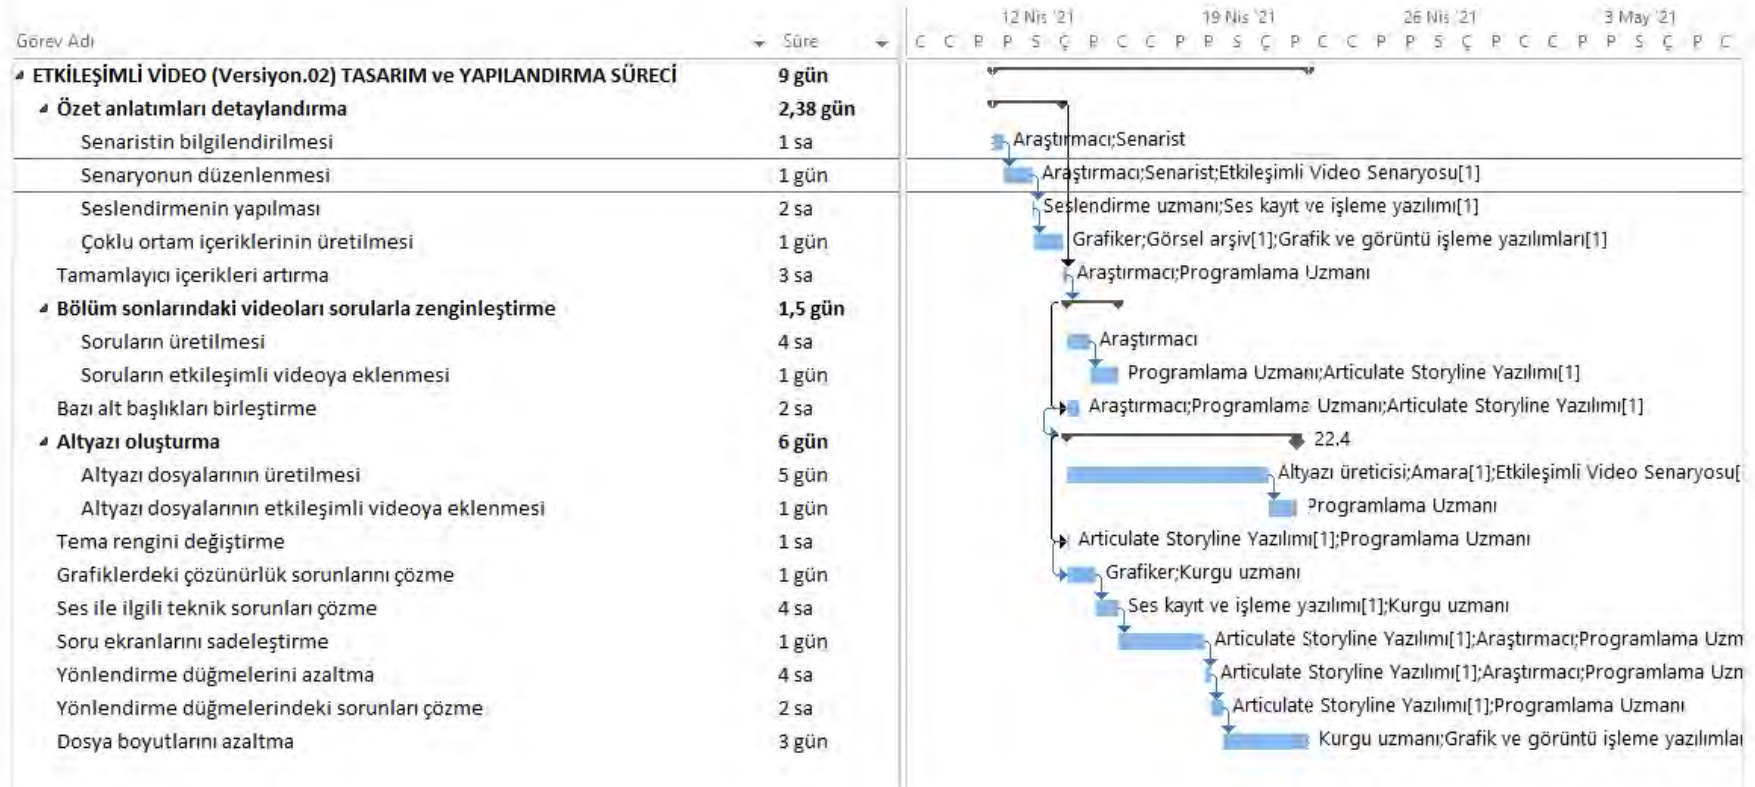 12 Nis '21 19 Nis '21 26 Nis '21 3 May '21
Görev Adı Süre C C P P S Ç P C C P P S Ç P C C P P S Ç P C C P P S Ç P C
ETKİLEŞİMLİ VİDEO (Versiyon.02) TASARIM ve YAPILANDIRMA SÜRECİ 9 gün
Özet anlatımları detaylandırma 2,38 gün
Senaristin bilgilendirilmesi 1 sa Araştırmacı;Senarist
Senaryonun düzenlenmesi 1 gün Araştırmacı;Senarist;Etkileşimli Video Senaryosu[1]
Seslendirmenin yapılması 2 sa Seslendirme uzmanı;Ses kayıt ve işleme yazılımı[1]
Çoklu ortam içeriklerinin üretilmesi 1 gün Grafiker;Görsel arşiv[1];Grafik ve görüntü işleme yazılımları[1]
Tamamlayıcı içerikleri artırma 3 sa Araştırmacı;Programlama Uzmanı
Bölüm sonlarındaki videoları sorularla zenginleştirme 1,5 gün
Soruların üretilmesi 4 sa Araştırmacı
Soruların etkileşimli videoya eklenmesi 1 gün Programlama Uzmanı;Articulate Storyline Yazılımı[1]
Bazı alt başlıkları birleştirme 2 sa Araştırmacı;Programlama Uzmanı;Articulate Storyline Yazılımı[1]
Altyazı oluşturma 6 gün 22.4
Altyazı dosyalarının üretilmesi 5 gün Altyazı üreticisi;Amara[1];Etkileşimli Video Senaryosu[
Altyazı dosyalarının etkileşimli videoya eklenmesi 1 gün Programlama Uzmanı
Tema rengini değiştirme 1 sa Articulate Storyline Yazılımı[1];Programlama Uzmanı
Grafiklerdeki çözünürlük sorunlarını çözme 1 gün Grafiker;Kurgu uzmanı
Ses ile ilgili teknik sorunları çözme 4 sa Ses kayıt ve işleme yazılımı[1];Kurgu uzmanı
Soru ekranlarını sadeleştirme 1 gün Articulate Storyline Yazılımı[1];Araştırmacı;Programlama Uzm
Yönlendirme düğmelerini azaltma 4 sa Articulate Storyline Yazılımı[1];Araştırmacı;Programlama Uzn
Yönlendirme düğmelerindeki sorunları çözme 2 sa Articulate Storyline Yazılımı[1];Programlama Uzmanı
Dosya boyutlarını azaltma 3 gün Kurgu uzmanı;Grafik ve görüntü işleme yazılımlaı